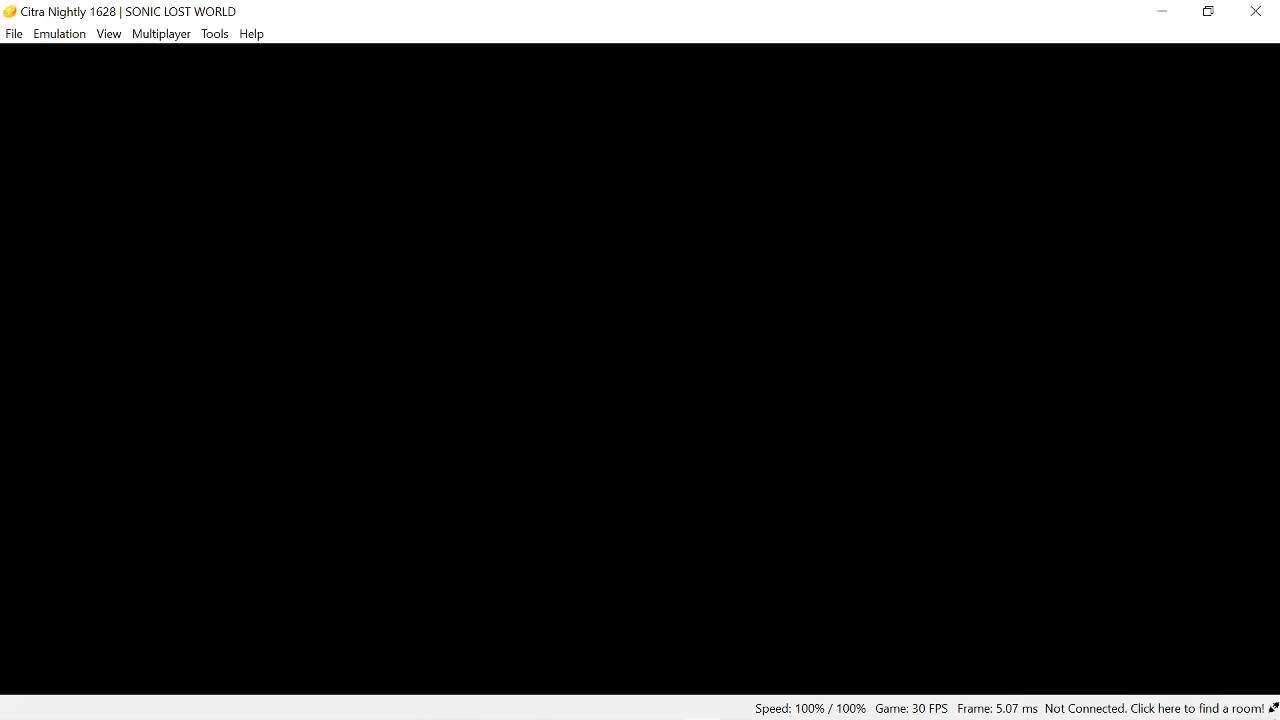 Citra Nightly 1628 | SONIC LOST WORLD
File Emulation View Multiplayer Tools Help
Speed: 100% / 100% Game: 30 FPS Frame: 5.07 ms Not Connected. Click here to find a room!